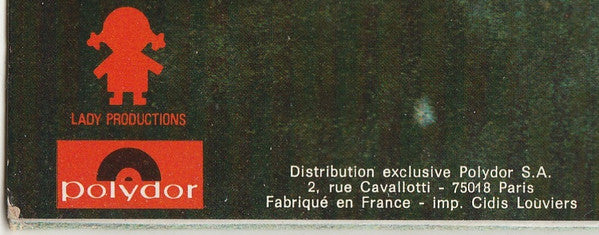 LADY PRODUCTIONS
polydor
Distribution exclusive Polydor S.A.
2, rue Cavallotti - 75018 Paris
Fabriqué en France - imp. Cidis Louviers